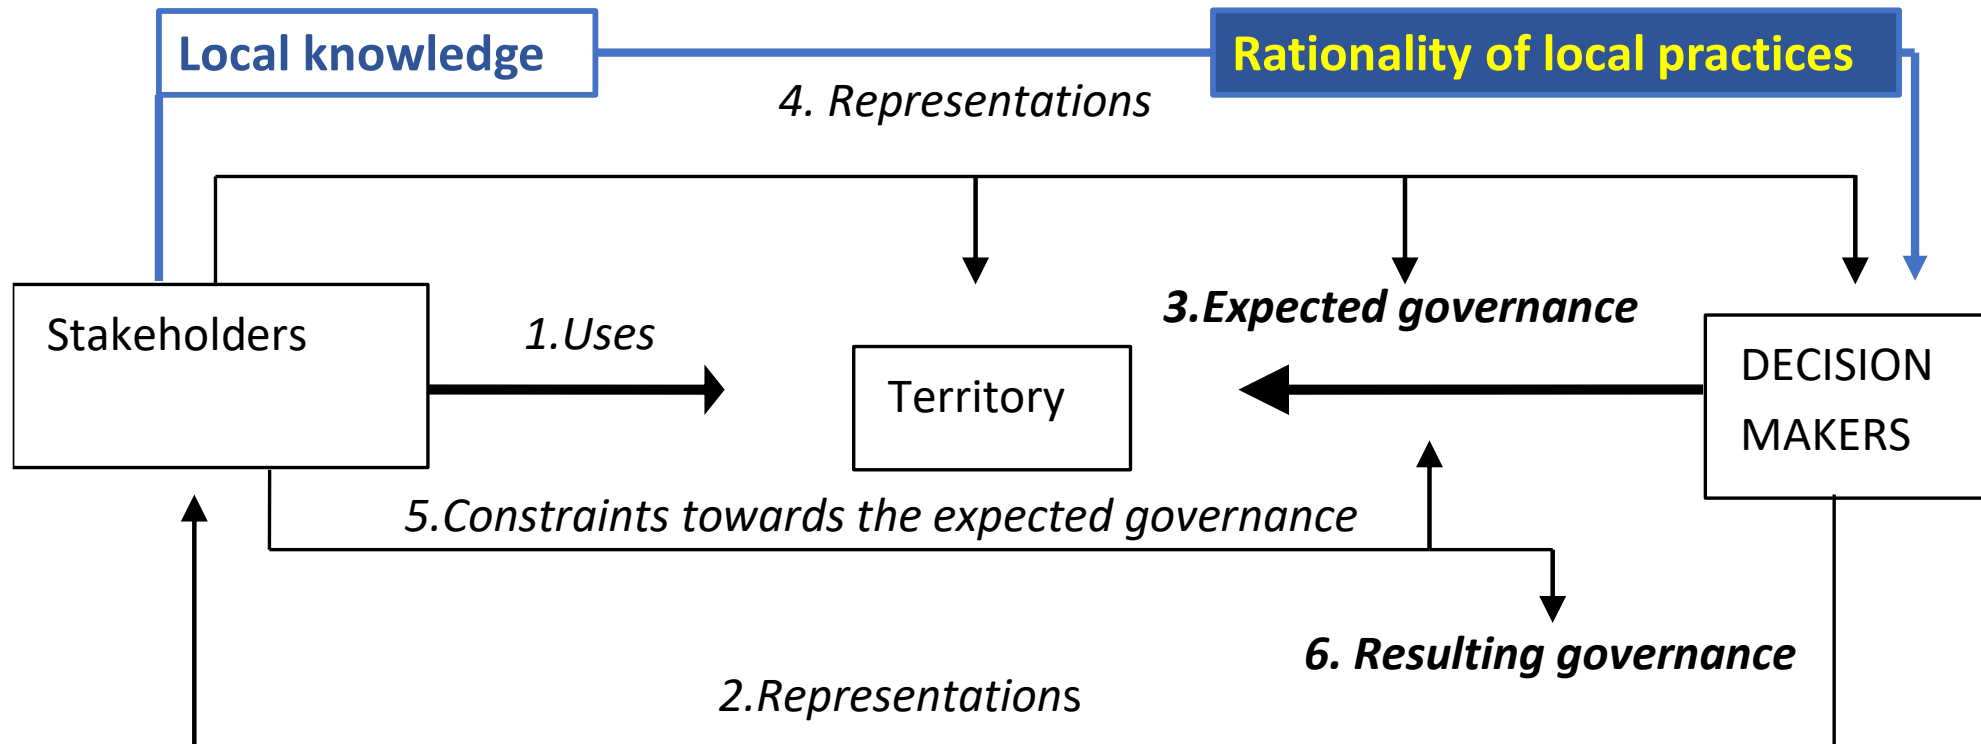 Local knowledge
Rationality of local practices
4. Representations
3.Expected governance
Stakeholders
1.Uses
Territory
DECISION
MAKERS
5.Constraints towards the expected governance
6. Resulting governance
2.Representations